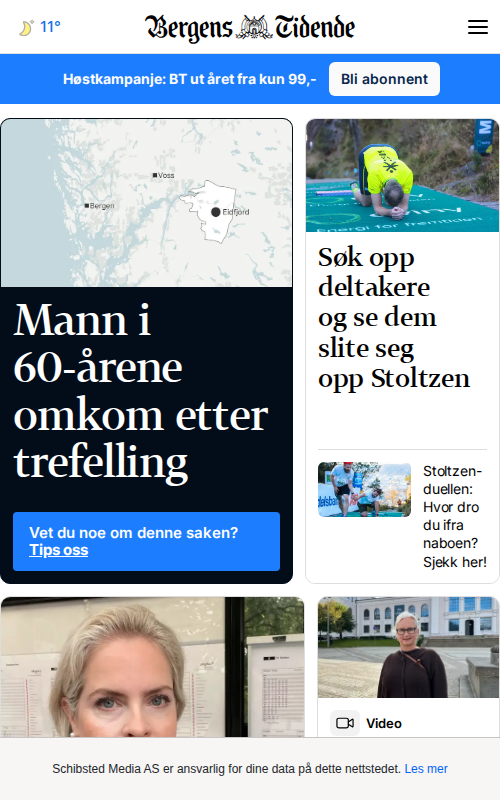 11°
Bergens Tidende
Høstkampanje: BT ut året fra kun 99,-
Bli abonnent
Voss
Bergen
Eidfjord
Mann i
60-årene
omkom etter
trefelling
Vet du noe om denne saken?
Tips oss
Energi for fremtiden
Søk opp
deltakere
og se dem
slite seg
opp Stoltzen
Stoltzen-
duellen:
Hvor dro
du ifra
naboen?
Sjekk her!
Video
Schibsted Media AS er ansvarlig for dine data på dette nettstedet. Les mer